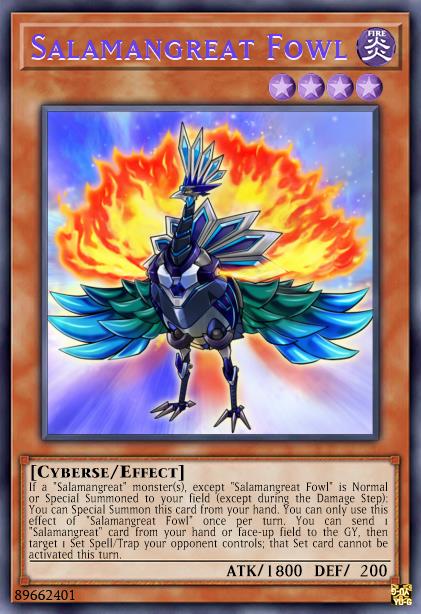 Salamangreat Fowl
FIRE
炎
[Cyberse/Effect]
If a "Salamangreat" monster(s), except "Salamangreat Fowl" is Normal
or Special Summoned to your field (except during the Damage Step):
You can Special Summon this card from your hand. You can only use this
effect of "Salamangreat Fowl" once per turn. You can send 1
"Salamangreat" card from your hand or face-up field to the GY, then
target 1 Set Spell/Trap your opponent controls; that Set card cannot be
activated this turn.
ATK/1800 DEF/ 200
89662401